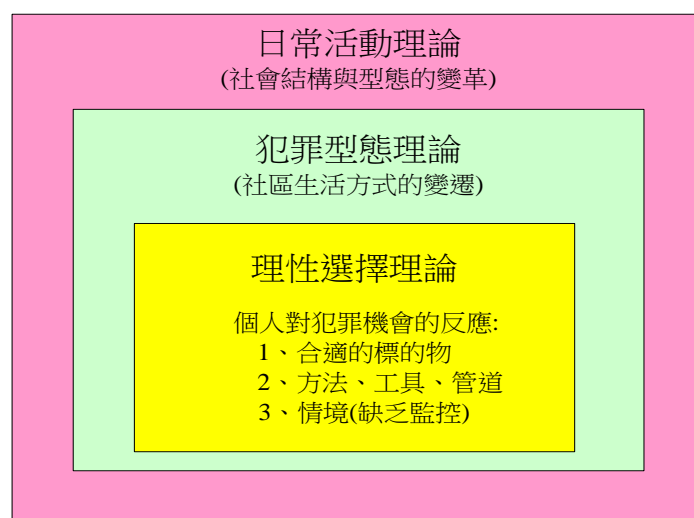 日常活動理論
(社會結構與型態的變革)
犯罪型態理論
(社區生活方式的變遷)
理性選擇理論
個人對犯罪機會的反應:
1、合適的標的物
2、方法、工具、管道
3、情境(缺乏監控)